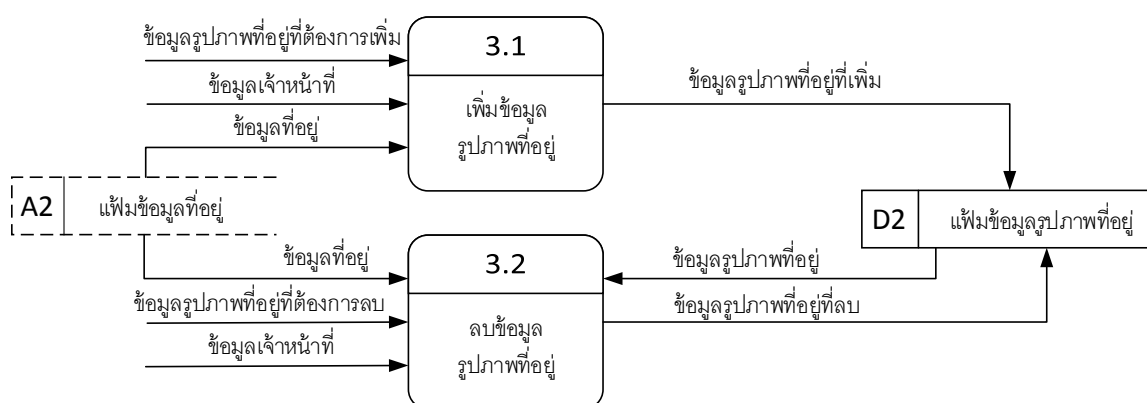 ข้อมูลรูปภาพที่อยู่ที่ต้องการเพิ่ม
3.1
ข้อมูลเจ้าหน้าที่
ข้อมูลรูปภาพที่อยู่ที่เพิ่ม
ข้อมูลที่อยู่
เพิ่มข้อมูล
รูปภาพที่อยู่
A2
แฟ้มข้อมูลที่อยู่
D2
แฟ้มข้อมูลรูปภาพที่อยู่
ข้อมูลที่อยู่
3.2
ข้อมูลรูปภาพที่อยู่
ข้อมูลรูปภาพที่อยู่ที่ต้องการลบ
ข้อมูลรูปภาพที่อยู่ที่ลบ
ข้อมูลเจ้าหน้าที่
ลบข้อมูล
รูปภาพที่อยู่